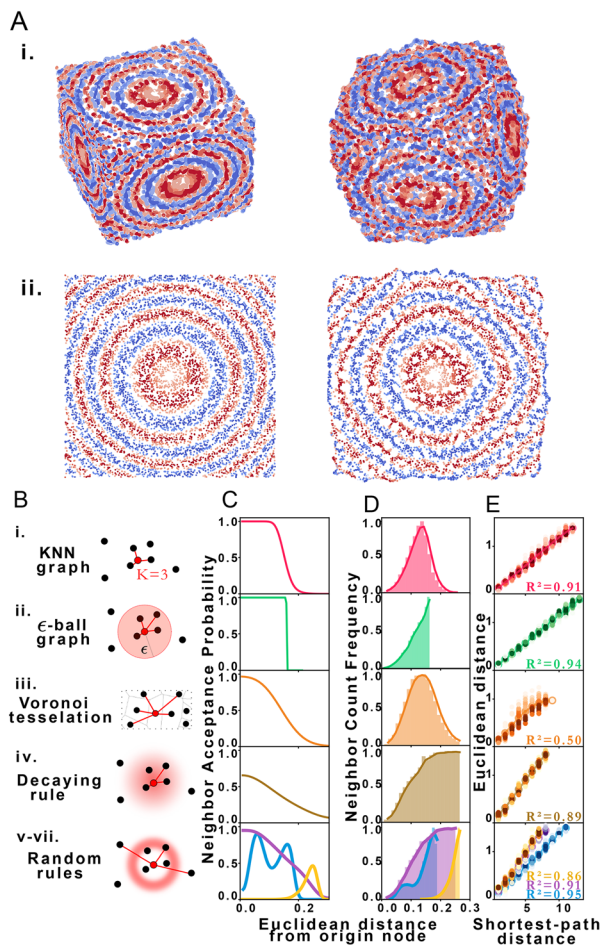 A
i.
ii.
B
C
D
E
i.
KNN
graph
K=3
ii.
ϵ-ball
graph
ϵ
iii.
Voronoi
tesselation
iv.
Decaying
rule
v-vii.
Random
rules
Neighbor Acceptance Probability
1.0
0.5
0.0
1.0
0.5
0.0
1.0
0.5
0.0
1.0
0.5
0.0
1.0
0.5
0.0
0.0
0.2
Neighbor Count Frequency
1.0
0.5
0.0
1.0
0.5
0.0
1.0
0.5
0.0
1.0
0.5
0.0
1.0
0.5
0.0
0.0
0.1
0.2
0.3
Euclidean distance
from origin node
Euclidean distance
1
0
R²=0.91
1
0
R²=0.94
1
0
R²=0.50
1
0
R²=0.89
1
0
R²=0.86
R²=0.91
R²=0.95
5
10
Shortest-path
distance